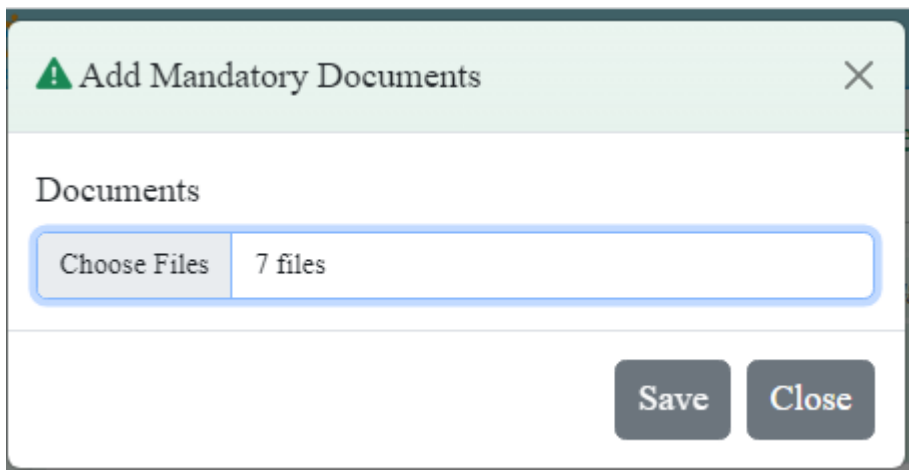 Add Mandatory Documents
Documents
Choose Files 7 files
Save Close